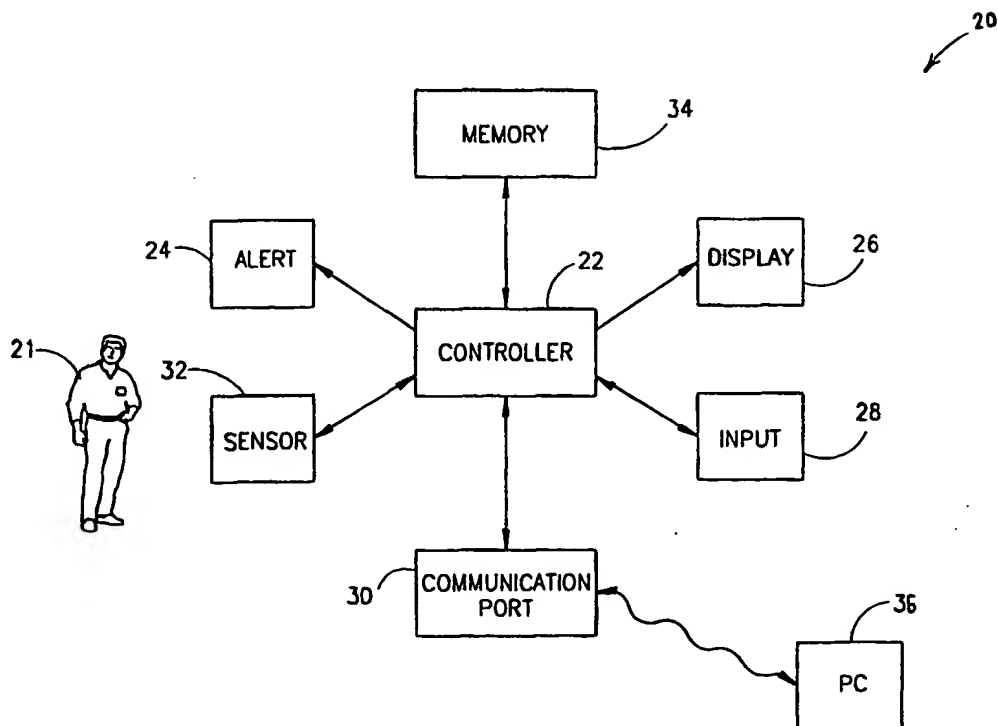 20
MEMORY
34
24
ALERT
22
DISPLAY
26
CONTROLLER
21
32
SENSOR
INPUT
28
30
COMMUNICATION
PORT
36
PC